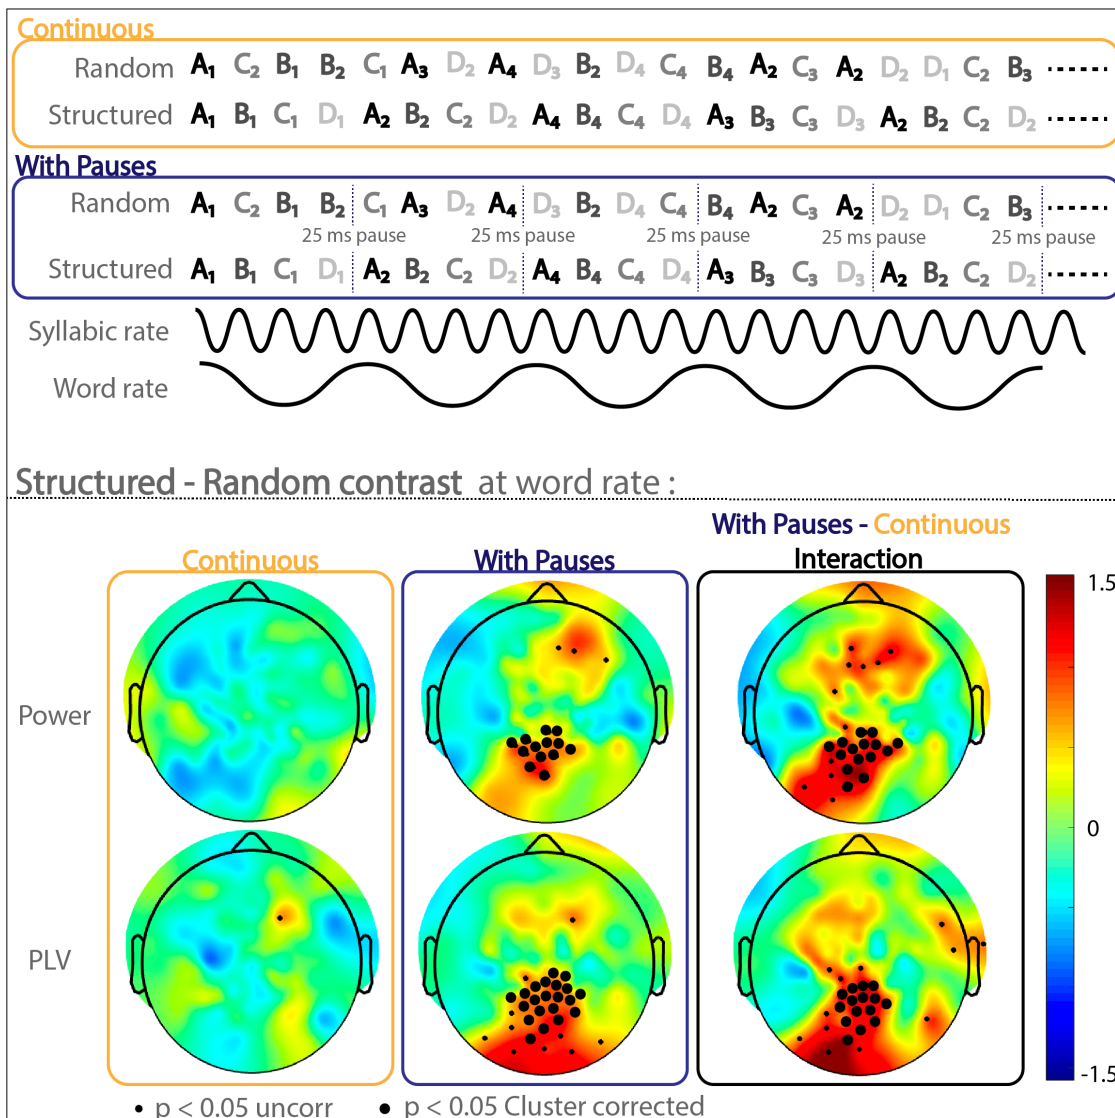 Continuous
Random A1 C2 B1 B2 C1 A3 D2 A4 D3 B2 D4 C4 B4 A2 C3 A2 D2 D1 C2 B3 ······
Structured A1 B1 C1 D1 A2 B2 C2 D2 A4 B4 C4 D4 A3 B3 C3 D3 A2 B2 C2 D2 ······
With Pauses
Random A1 C2 B1 B2 C1 A3 D2 A4 D3 B2 D4 C4 B4 A2 C3 A2 D2 D1 C2 B3 ······
25 ms pause 25 ms pause 25 ms pause 25 ms pause 25 ms pause
Structured A1 B1 C1 D1 A2 B2 C2 D2 A4 B4 C4 D4 A3 B3 C3 D3 A2 B2 C2 D2 ······
Syllabic rate
Word rate
Structured - Random contrast at word rate :
With Pauses - Continuous
Continuous With Pauses Interaction
1.5
Power
0
PLV
-1.5
p < 0.05 uncorr p < 0.05 Cluster corrected